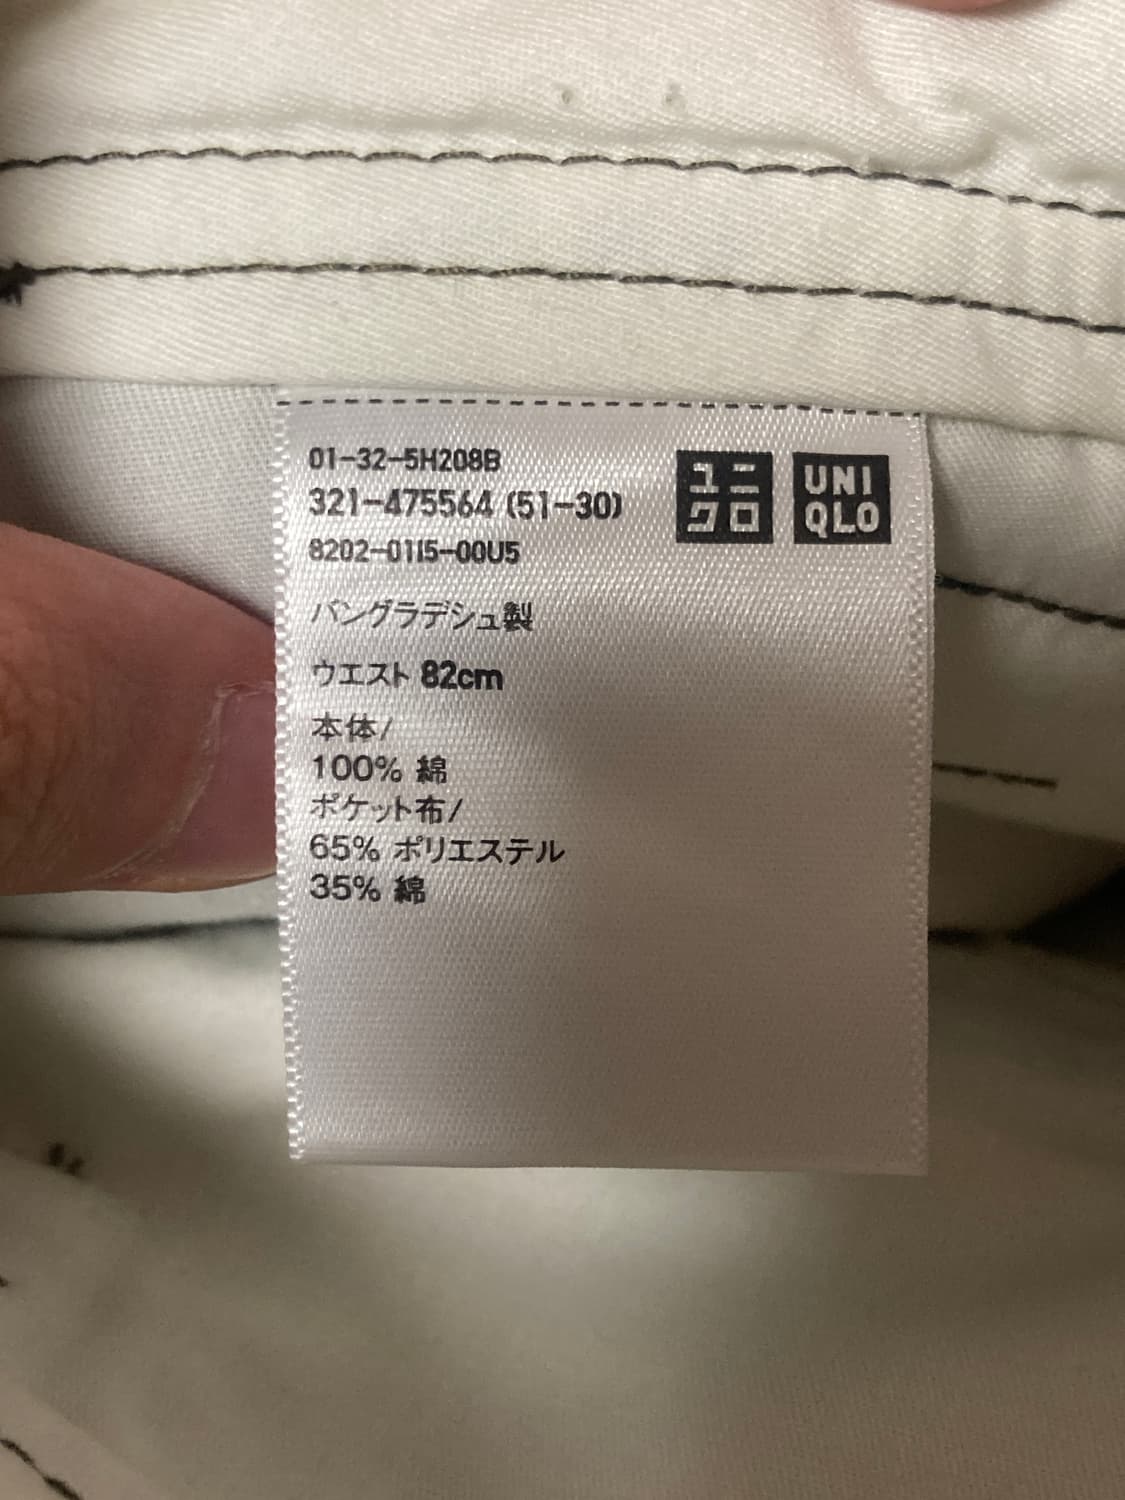 01-32-5H208B
321-475564 (51-30)
8202-0115-00U5
ユニ
クロ
UNI
QLO
バングラデシュ製
ウエスト 82cm
本体/
100% 綿
ポケット布/
65% ポリエステル
35% 綿